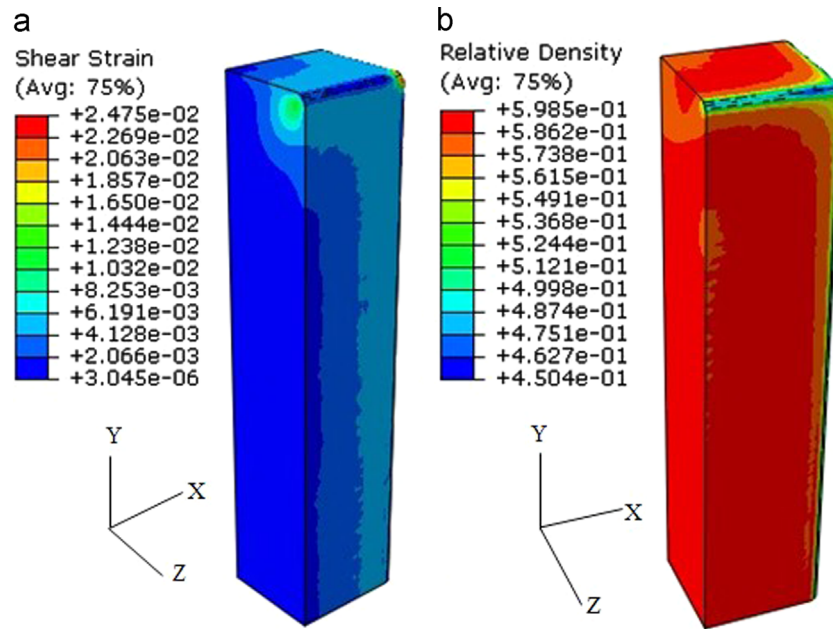 a
Shear Strain
(Avg: 75%)
+2.475e-02
+2.269e-02
+2.063e-02
+1.857e-02
+1.650e-02
+1.444e-02
+1.238e-02
+1.032e-02
+8.253e-03
+6.191e-03
+4.128e-03
+2.066e-03
+3.045e-06
Y
X
Z
b
Relative Density
(Avg: 75%)
+5.985e-01
+5.862e-01
+5.738e-01
+5.615e-01
+5.491e-01
+5.368e-01
+5.244e-01
+5.121e-01
+4.998e-01
+4.874e-01
+4.751e-01
+4.627e-01
+4.504e-01
Y
X
Z